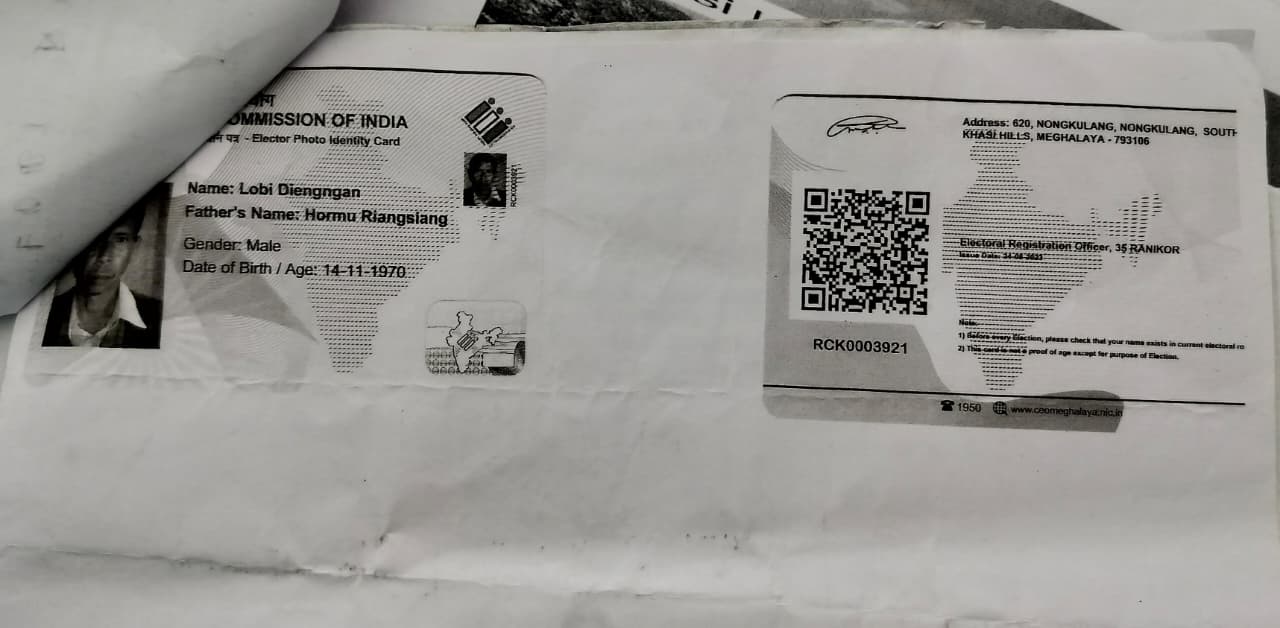 OMMISSION OF INDIA
पत्र - Elector Photo Identity Card
RCK0003921
Name: Lobi Diengngan
Father's Name: Hormu Riangsiang
Gender: Male
Date of Birth / Age: 14-11-1970
Address: 620, NONGKULANG, NONGKULANG, SOUTH
KHASI HILLS, MEGHALAYA - 793106
Electoral Registration Officer, 35 RANIKOR
Issue Date:
RCK0003921
Note:
1) Before every Election, please check that your name exists in current electoral ro
2) This card is not a proof of age except for purpose of Election.
1950 www.ceomeghalaya.nic.in